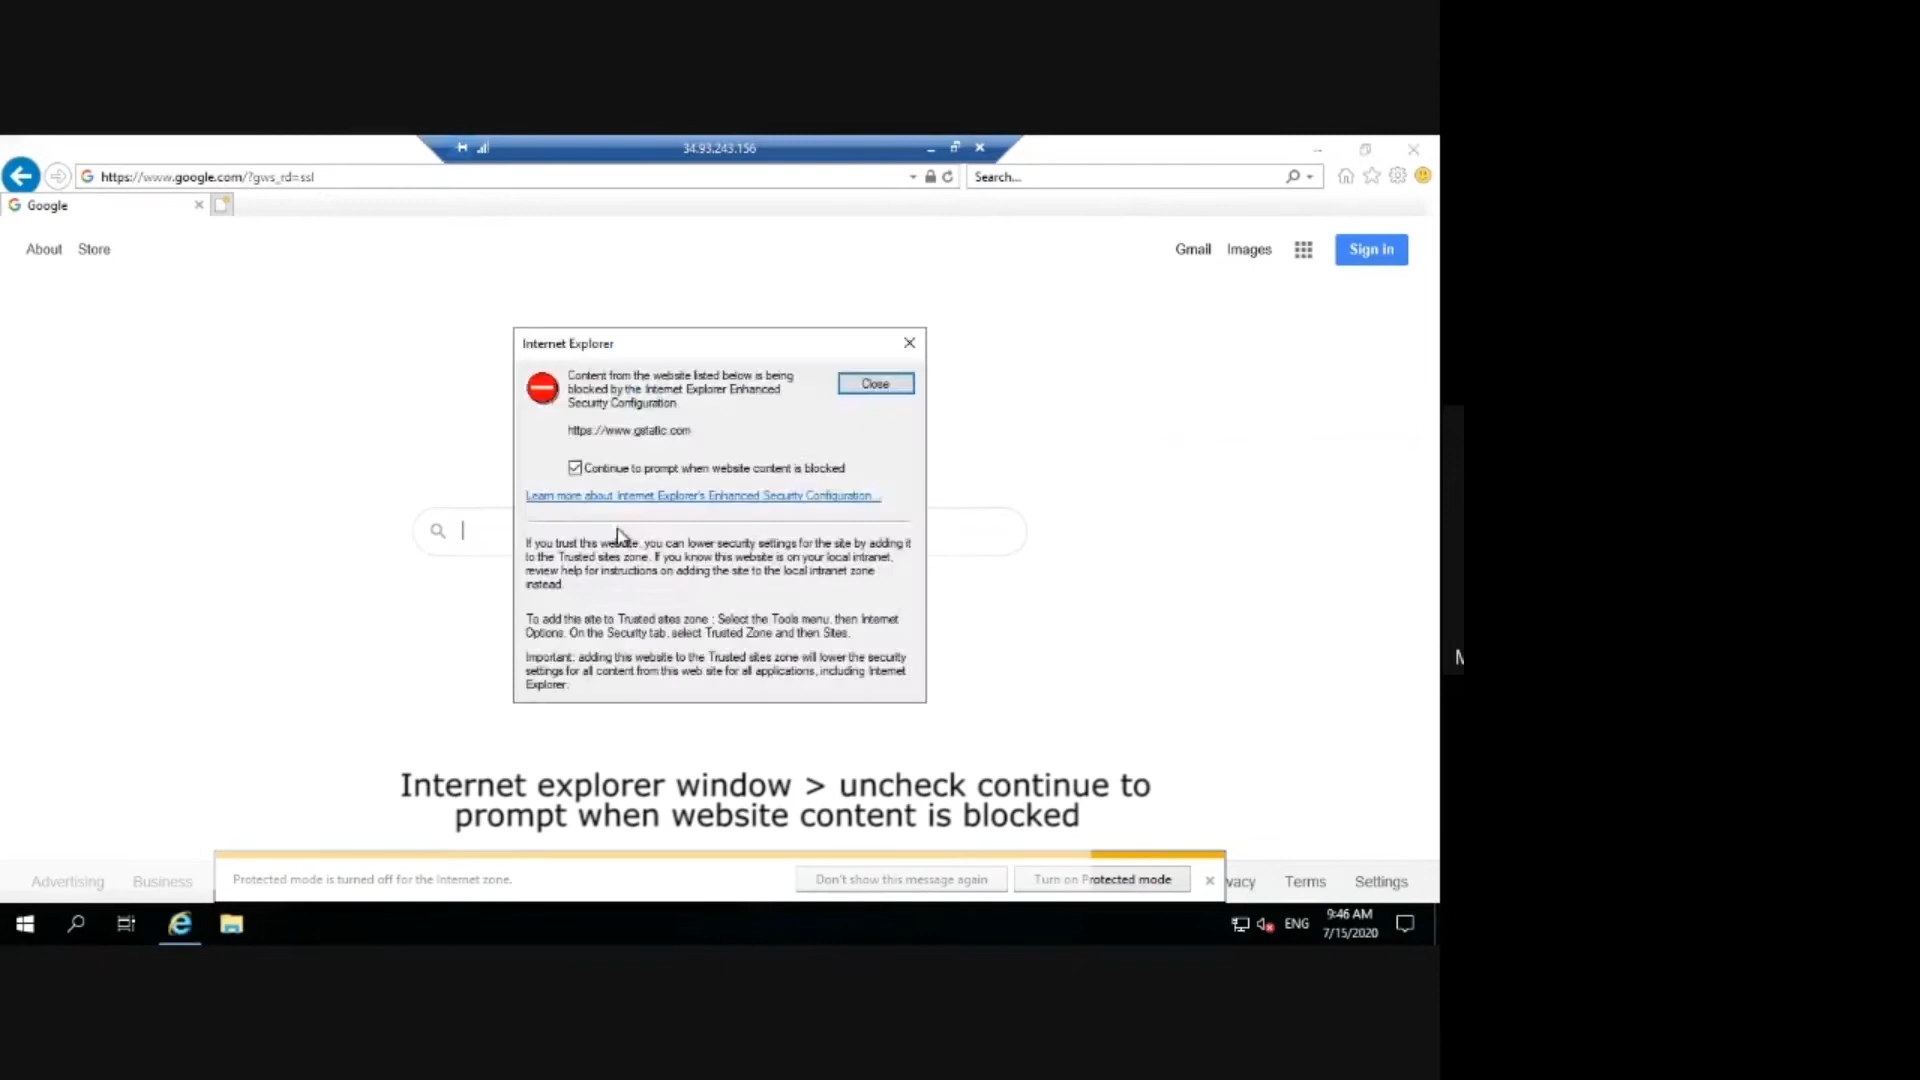 34.93.243.156
https://www.google.com/?gws_rd=ssl
Search...
Google
About Store
Gmail Images Sign in
Internet Explorer
Content from the website listed below is being
blocked by the Internet Explorer Enhanced
Security Configuration.
Close
https://www.gstatic.com
Continue to prompt when website content is blocked
Learn more about Internet Explorer's Enhanced Security Configuration...
If you trust this website, you can lower security settings for the site by adding it
to the Trusted sites zone. If you know this website is on your local intranet,
review help for instructions on adding the site to the local intranet zone
instead.
To add this site to Trusted sites zone : Select the Tools menu, then Internet
Options. On the Security tab, select Trusted Zone and then Sites.
Important: adding this website to the Trusted sites zone will lower the security
settings for all content from this web site for all applications, including Internet
Explorer.
Internet explorer window > uncheck continue to
prompt when website content is blocked
Advertising Business
Protected mode is turned off for the Internet zone.
Don't show this message again
Turn on Protected mode
vacy Terms Settings
ENG
9:46 AM
7/15/2020